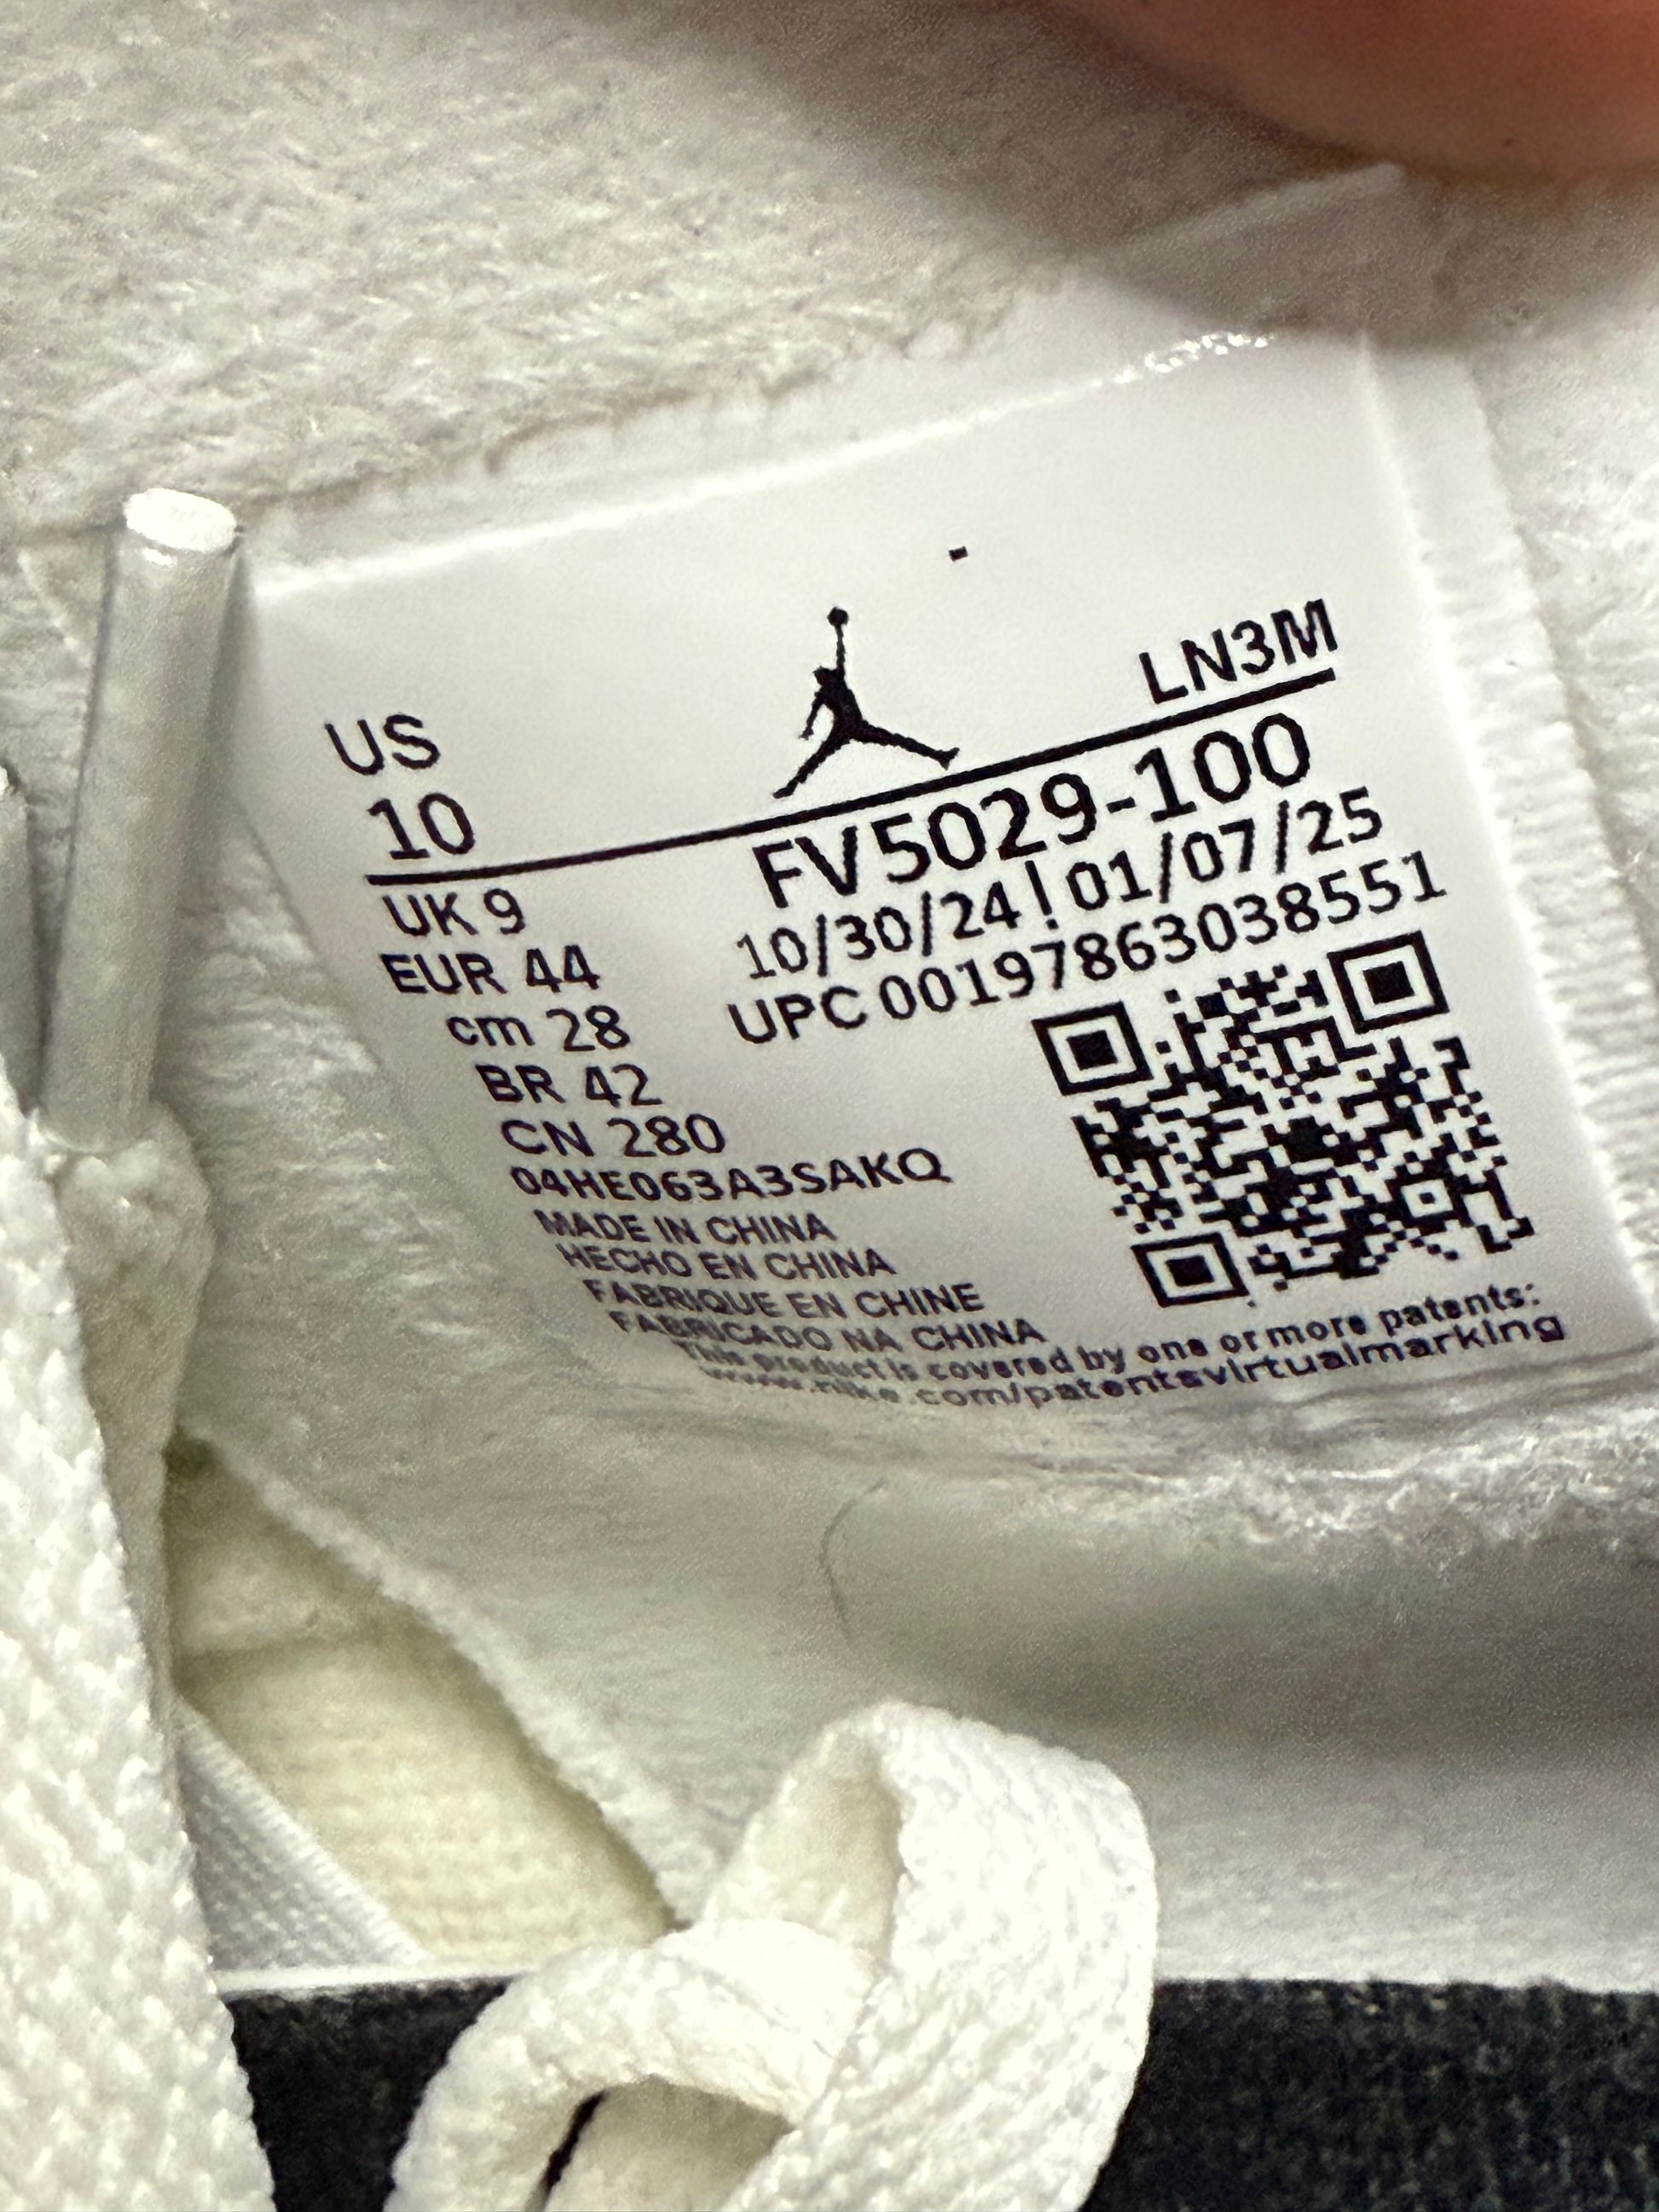 LN3M
US
10
FV5029-100
10/30/24!01/07/25
UPC 00197863038551
UK 9
EUR 44
cm 28
BR 42
CN 280
04HE063A3SAKQ
MADE IN CHINA
HECHO EN CHINA
FABRIQUE EN CHINE
FABRICADO NA CHINA
This product is covered by one or more patents:
www.nike.com/patentsvirtualmarking